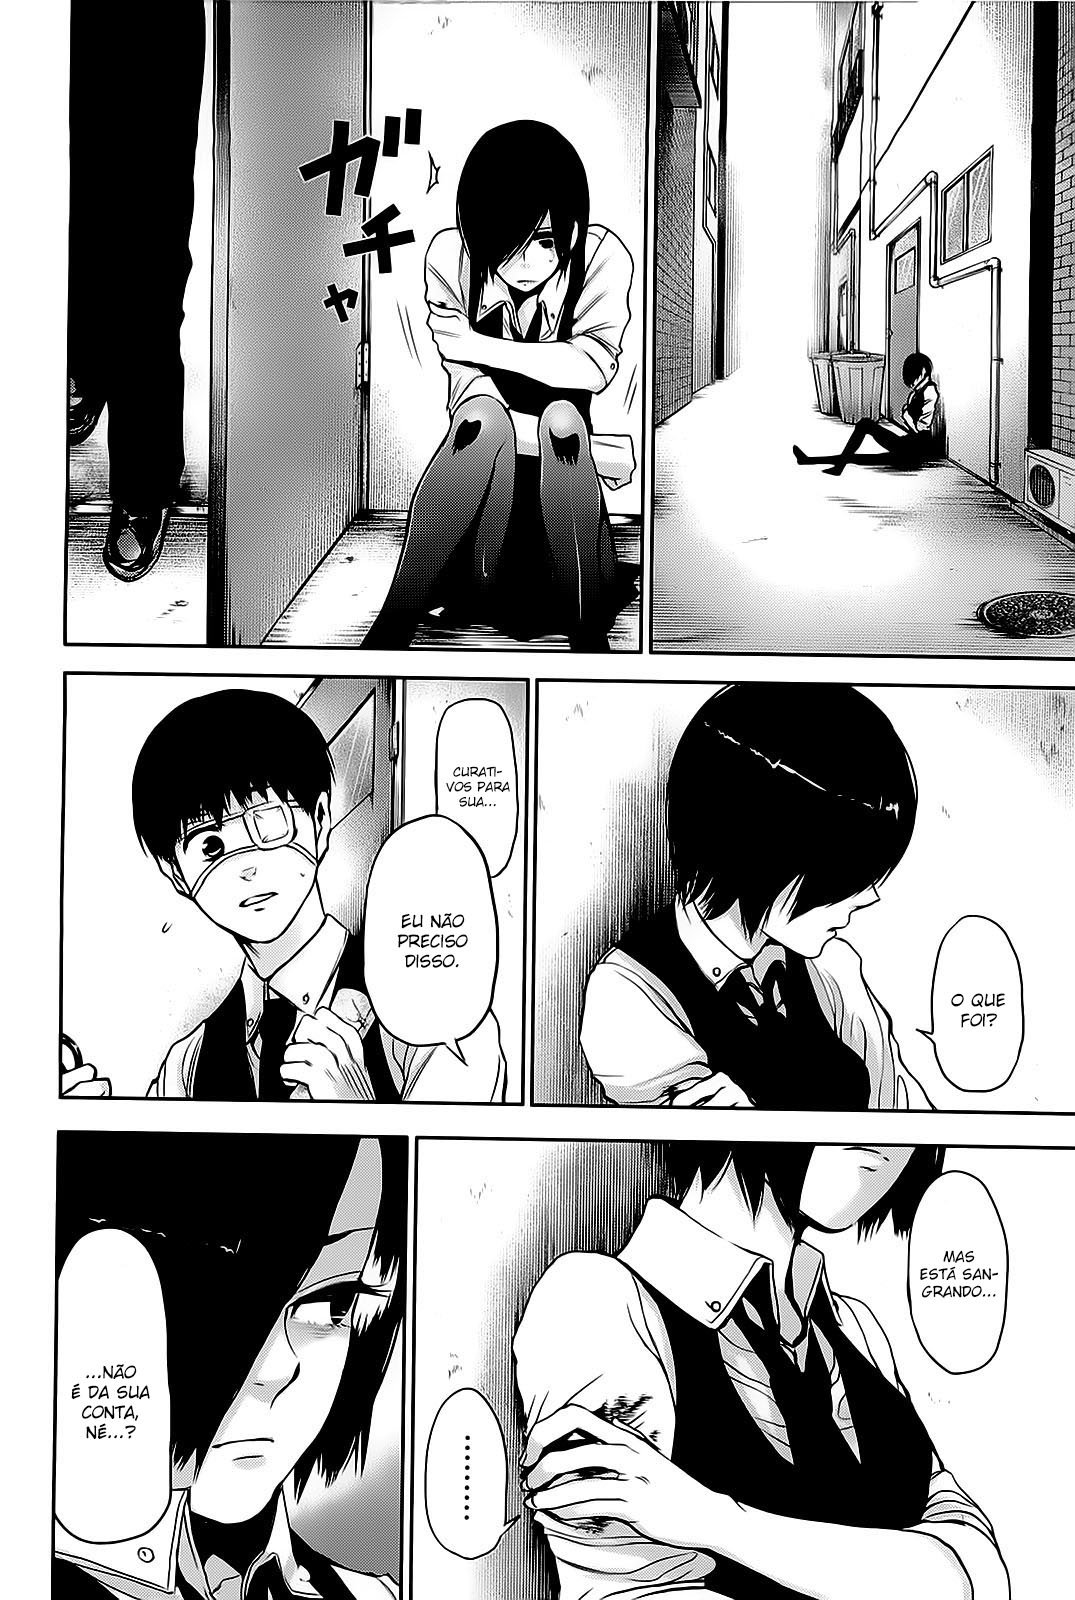 ガチャ
O QUE
FOI?
CURATI-
VOS PARA
SUA...
EU NÃO
PRECISO
DISSO.
MAS
ESTÁ SAN-
GRANDO...
.........
...NÃO
É DA SUA
CONTA,
NÉ...?